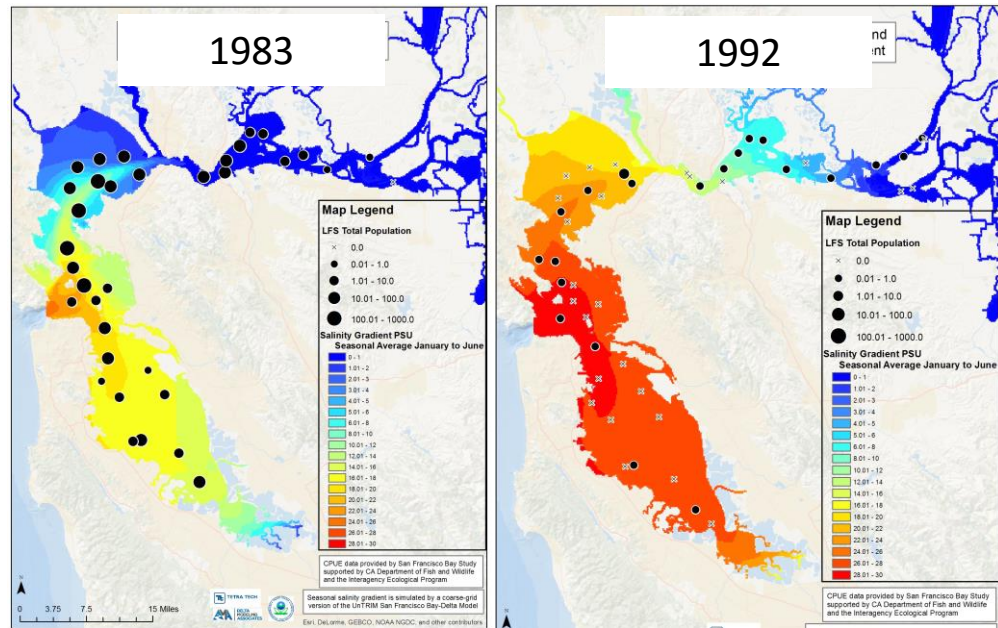 1983
Map Legend
LFS Total Population
0.0
0.01 - 1.0
1.01 - 10.0
10.01 - 100.0
100.01 - 1000.0
Salinity Gradient PSU
Seasonal Average January to June
0 - 1
1.01 - 2
2.01 - 3
3.01 - 4
4.01 - 5
5.01 - 6
6.01 - 8
8.01 - 10
10.01 - 12
12.01 - 14
14.01 - 16
16.01 - 18
18.01 - 20
20.01 - 22
22.01 - 24
24.01 - 26
26.01 - 28
28.01 - 30
CPUE data provided by San Francisco Bay Study
supported by CA Department of Fish and Wildlife
and the Interagency Ecological Program
Seasonal salinity gradient is simulated by a coarse-grid
version of the UnTRIM San Francisco Bay-Delta Model
TETRA TECH
DELTA
MODELING
ASSOCIATES
0 3.75 7.5 15 Miles
Esri, DeLorme, GEBCO, NOAA NGDC, and other contributors
1992
nd
ent
Map Legend
LFS Total Population
0.0
0.01 - 1.0
1.01 - 10.0
10.01 - 100.0
100.01 - 1000.0
Salinity Gradient PSU
Seasonal Average January to June
0 - 1
1.01 - 2
2.01 - 3
3.01 - 4
4.01 - 5
5.01 - 6
6.01 - 8
8.01 - 10
10.01 - 12
12.01 - 14
14.01 - 16
16.01 - 18
18.01 - 20
20.01 - 22
22.01 - 24
24.01 - 26
26.01 - 28
28.01 - 30
CPUE data provided by San Francisco Bay Study
supported by CA Department of Fish and Wildlife
and the Interagency Ecological Program